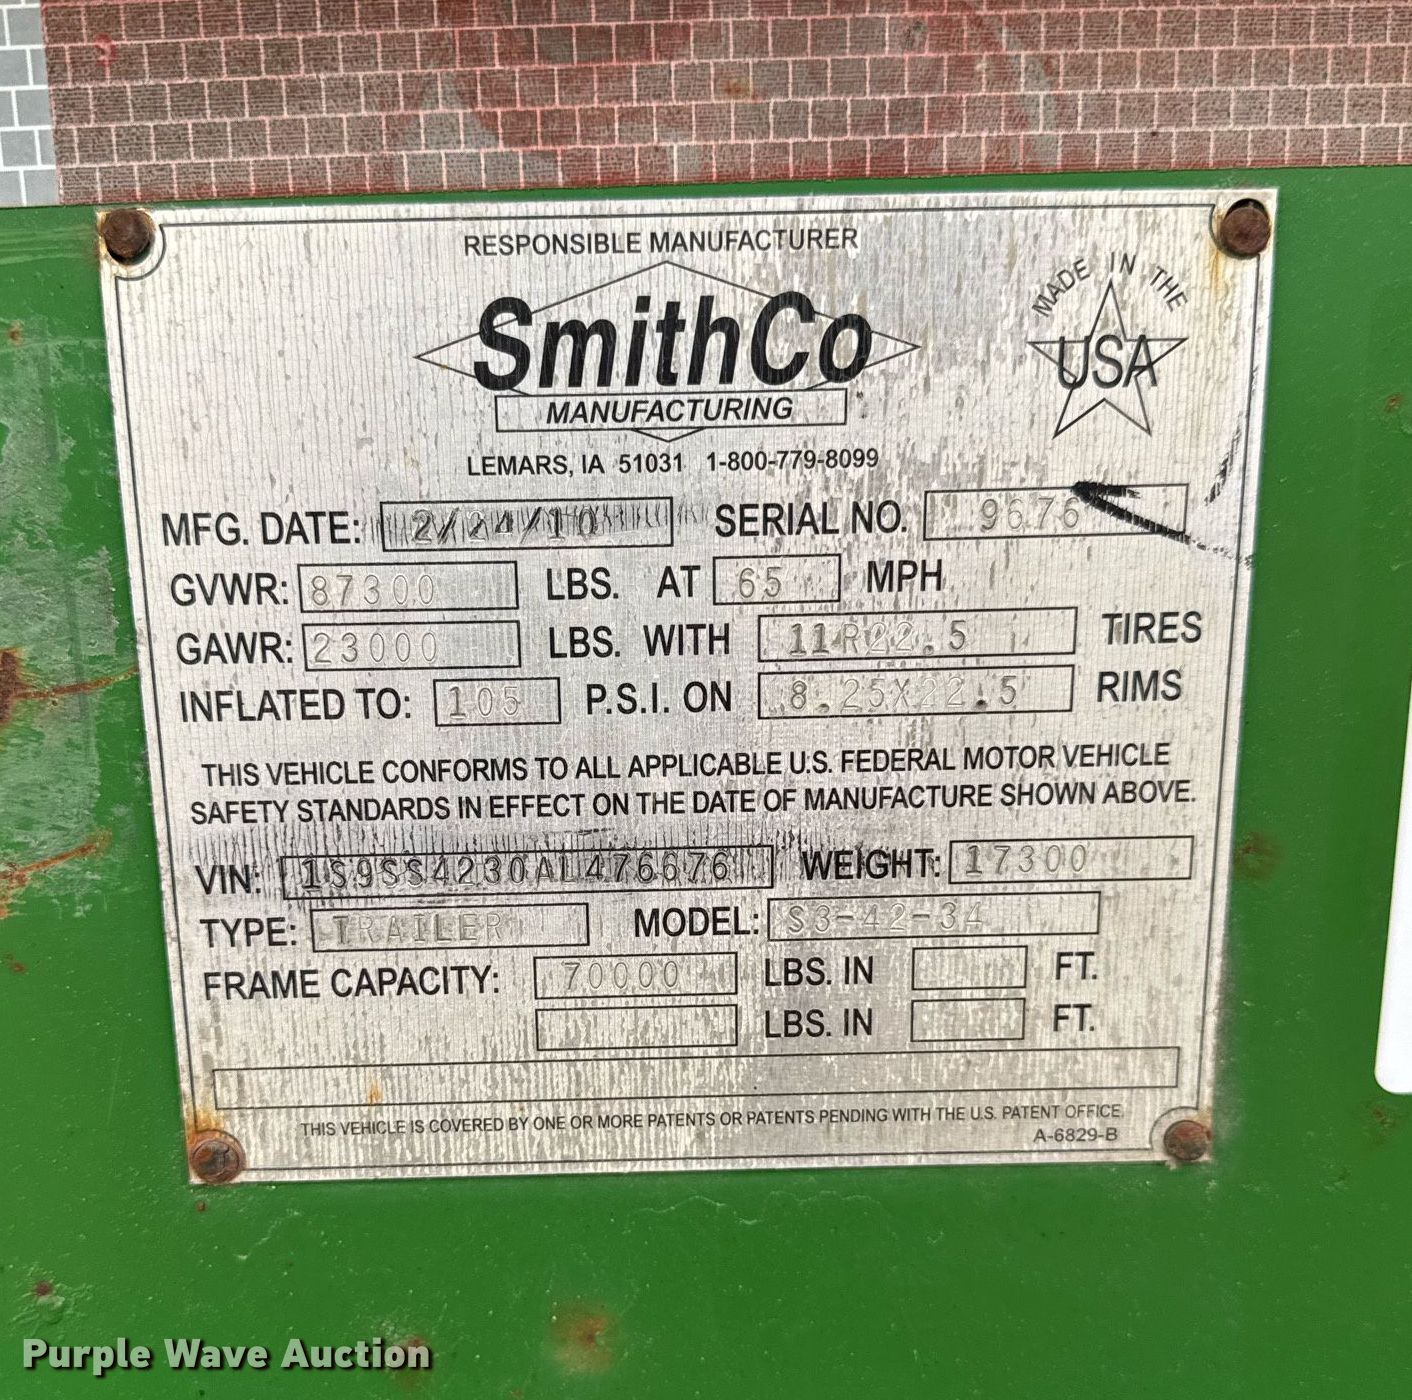 RESPONSIBLE MANUFACTURER
SmithCo
MANUFACTURING
LEMARS, IA 51031 1-800-779-8099
MADE IN THE
USA
MFG. DATE: 2/24/10 SERIAL NO. 9676
GVWR: 87300 LBS. AT 65 MPH
GAWR: 23000 LBS. WITH 11R22.5 TIRES
INFLATED TO: 105 P.S.I. ON 8.25X22.5 RIMS
THIS VEHICLE CONFORMS TO ALL APPLICABLE U.S. FEDERAL MOTOR VEHICLE
SAFETY STANDARDS IN EFFECT ON THE DATE OF MANUFACTURE SHOWN ABOVE.
VIN: 1S9SS4230AL476676 WEIGHT: 17300
TYPE: TRAILER MODEL: S3-42-34
FRAME CAPACITY: 70000 LBS. IN FT.
LBS. IN FT.
THIS VEHICLE IS COVERED BY ONE OR MORE PATENTS OR PATENTS PENDING WITH THE U.S. PATENT OFFICE.
A-6829-B
Purple Wave Auction